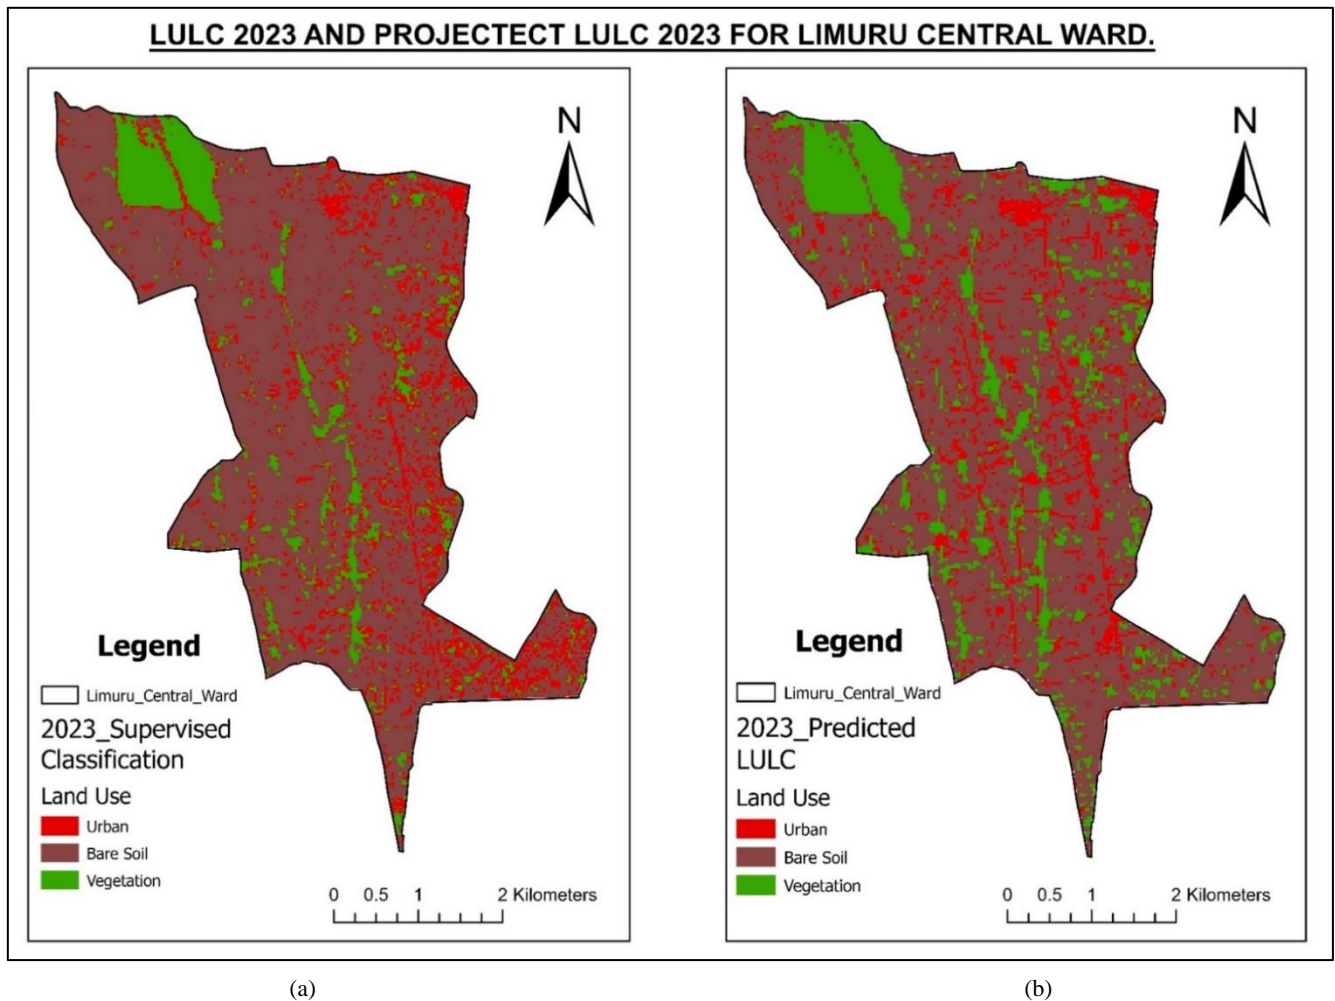 LULC 2023 AND PROJECTECT LULC 2023 FOR LIMURU CENTRAL WARD.
N
Legend
Limuru_Central_Ward
2023_Supervised
Classification
Land Use
Urban
Bare Soil
Vegetation
0 0.5 1 2 Kilometers
N
Legend
Limuru_Central_Ward
2023_Predicted
LULC
Land Use
Urban
Bare Soil
Vegetation
0 0.5 1 2 Kilometers
(a)
(b)